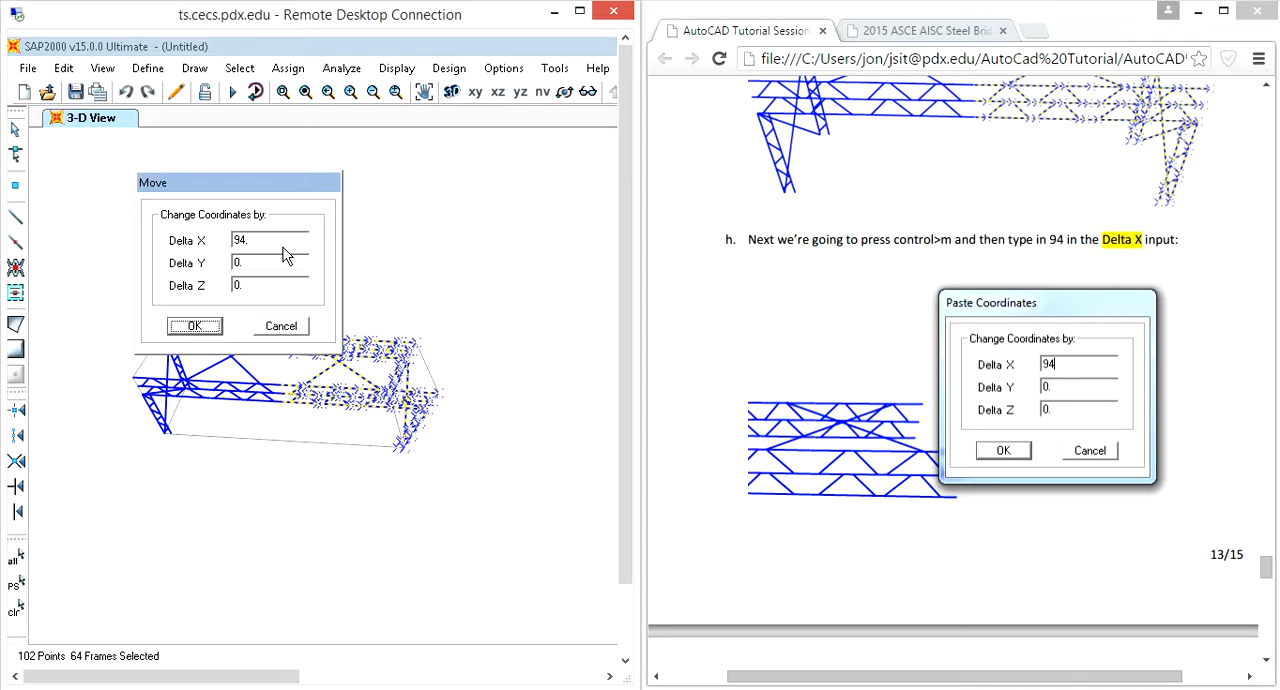 ts.cecs.pdx.edu - Remote Desktop Connection
SAP2000 v15.0.0 Ultimate - (Untitled)
File Edit View Define Draw Select Assign Analyze Display Design Options Tools Help
3D xy xz yz nv
3-D View
Move
Change Coordinates by:
Delta X 94.
Delta Y 0.
Delta Z 0.
OK Cancel
all
PS
clr
102 Points 64 Frames Selected
AutoCAD Tutorial Session
2015 ASCE AISC Steel Brid
file:///C:/Users/jon/jsit@pdx.edu/AutoCad%20Tutorial/AutoCAD'
h. Next we're going to press control>m and then type in 94 in the Delta X input:
Paste Coordinates
Change Coordinates by:
Delta X 94
Delta Y 0.
Delta Z 0.
OK Cancel
13/15